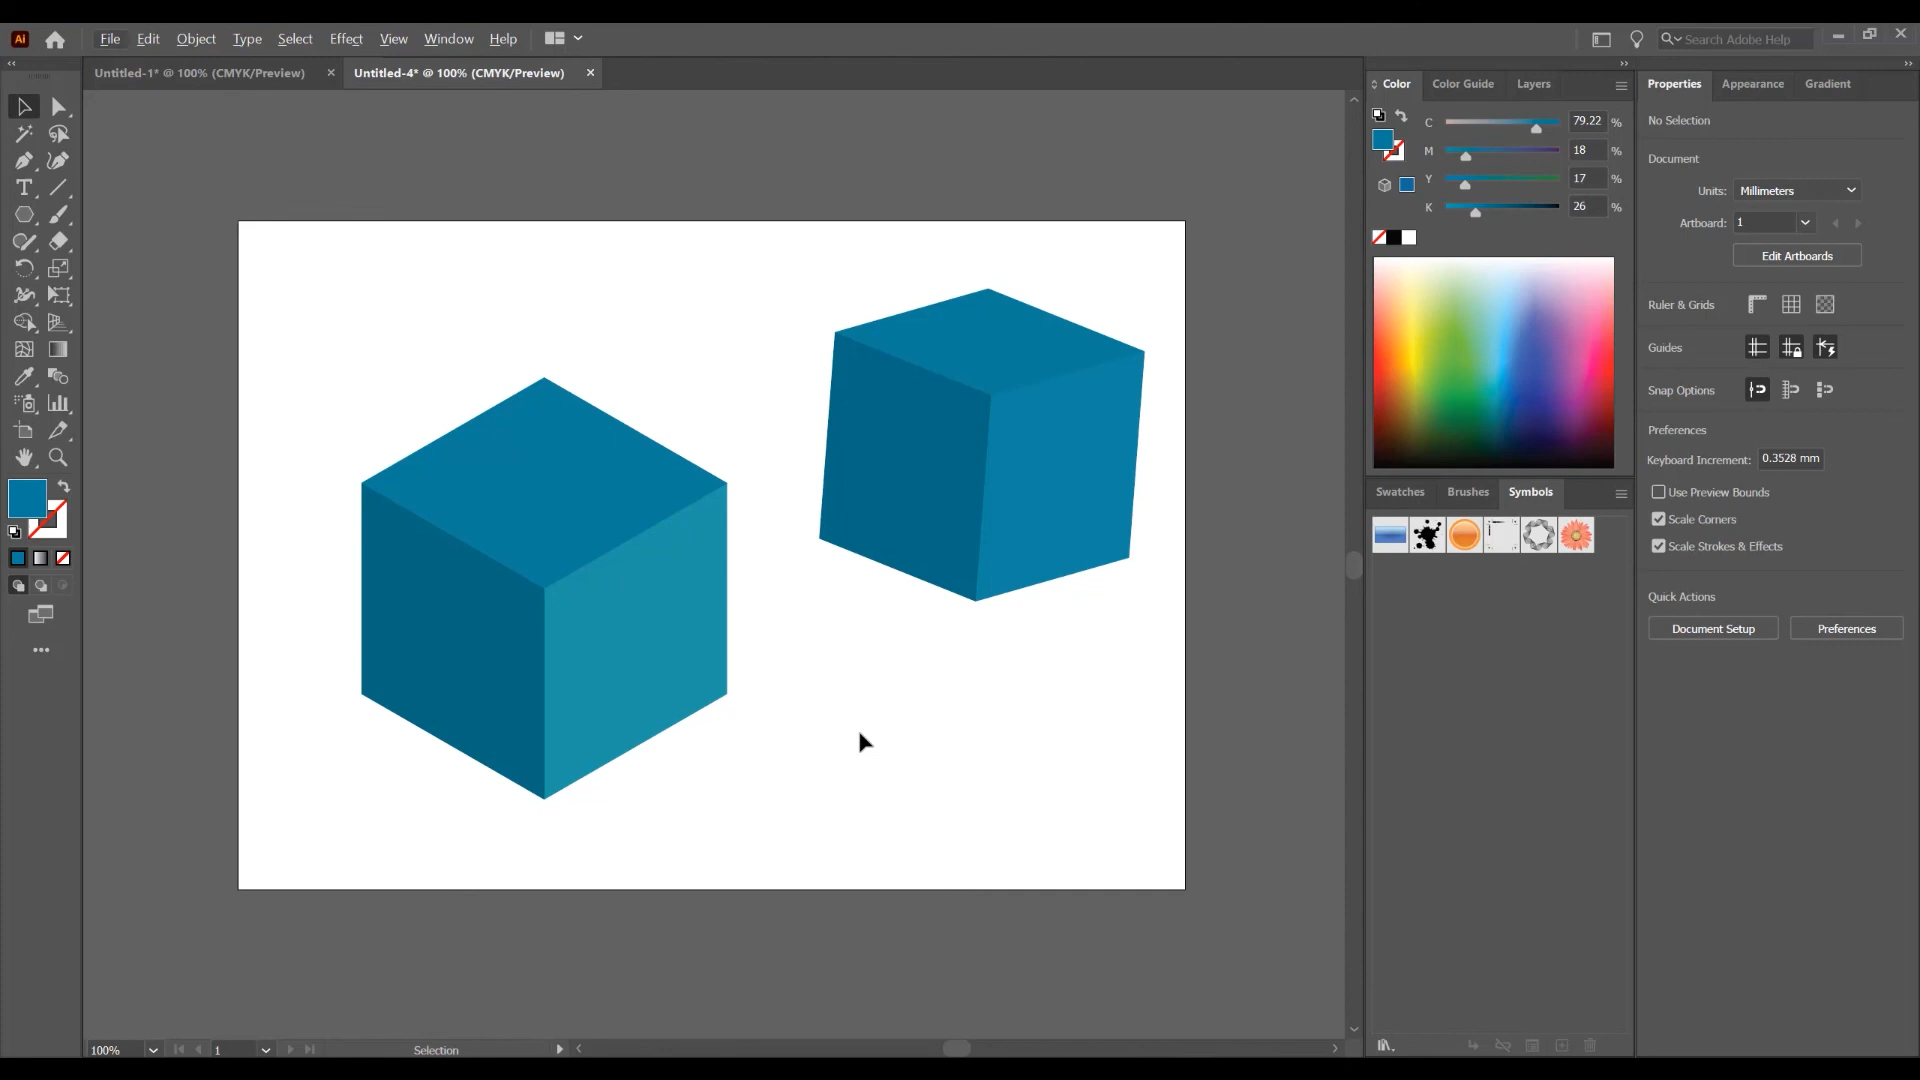 Ai File Edit Object Type Select Effect View Window Help Search Adobe Help
Untitled-1* @ 100% (CMYK/Preview) Untitled-4* @ 100% (CMYK/Preview)
Color Color Guide Layers
C 79.22 %
M 18 %
Y 17 %
K 26 %
Swatches Brushes Symbols
Properties Appearance Gradient
No Selection
Document
Units: Millimeters
Artboard: 1
Edit Artboards
Ruler & Grids
Guides
Snap Options
Preferences
Keyboard Increment: 0.3528 mm
Use Preview Bounds
Scale Corners
Scale Strokes & Effects
Quick Actions
Document Setup Preferences
100% 1 Selection